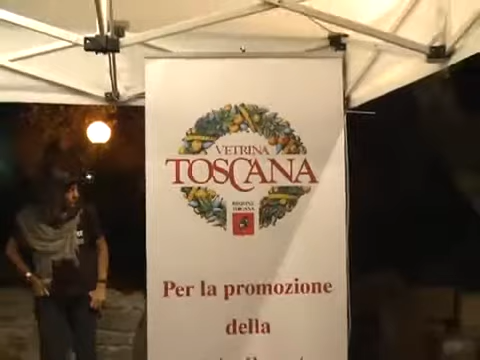 VETRINA
TOSCANA
REGIONE
TOSCANA
Per la promozione
della